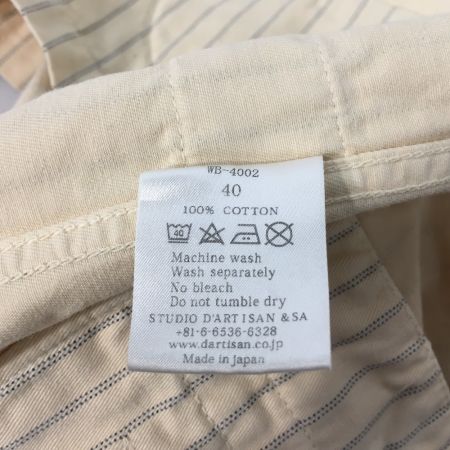 WB-4002
40
100% COTTON
40
Machine wash
Wash separately
No bleach
Do not tumble dry
STUDIO D'ARTISAN &SA
+81-6-6536-6328
www.dartisan.co.jp
Made in japan